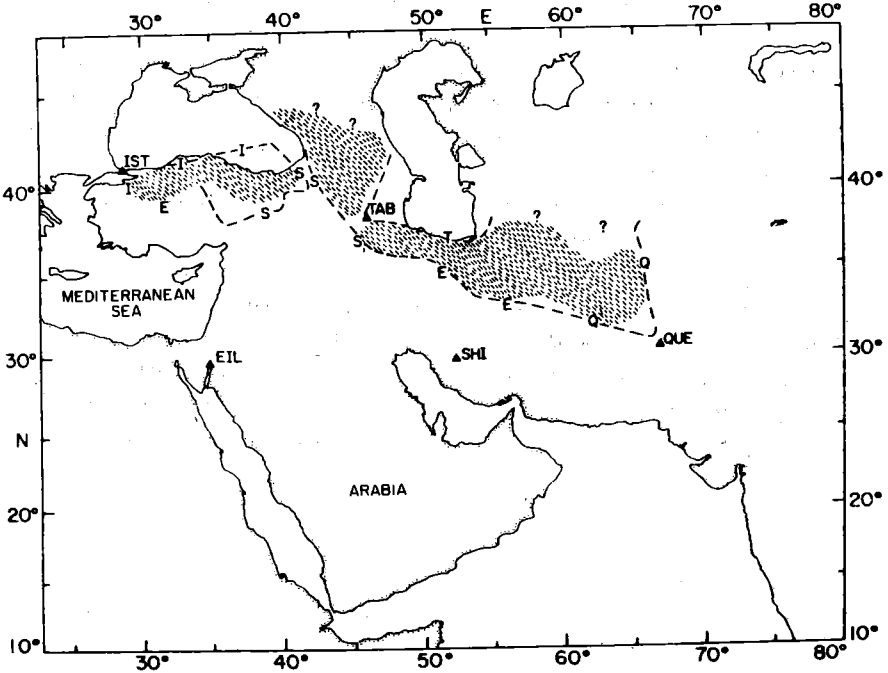 30° 40° 50° E 60° 70° 80°
? ?
IST I I
S S
40° I TAB ? 40°
E S T ?
S Q
E
MEDITERRANEAN
SEA
E Q
QUE
30° EIL SHI 30°
N
ARABIA
20° 20°
10° 10°
30° 40° 50° 60° 70° 80°